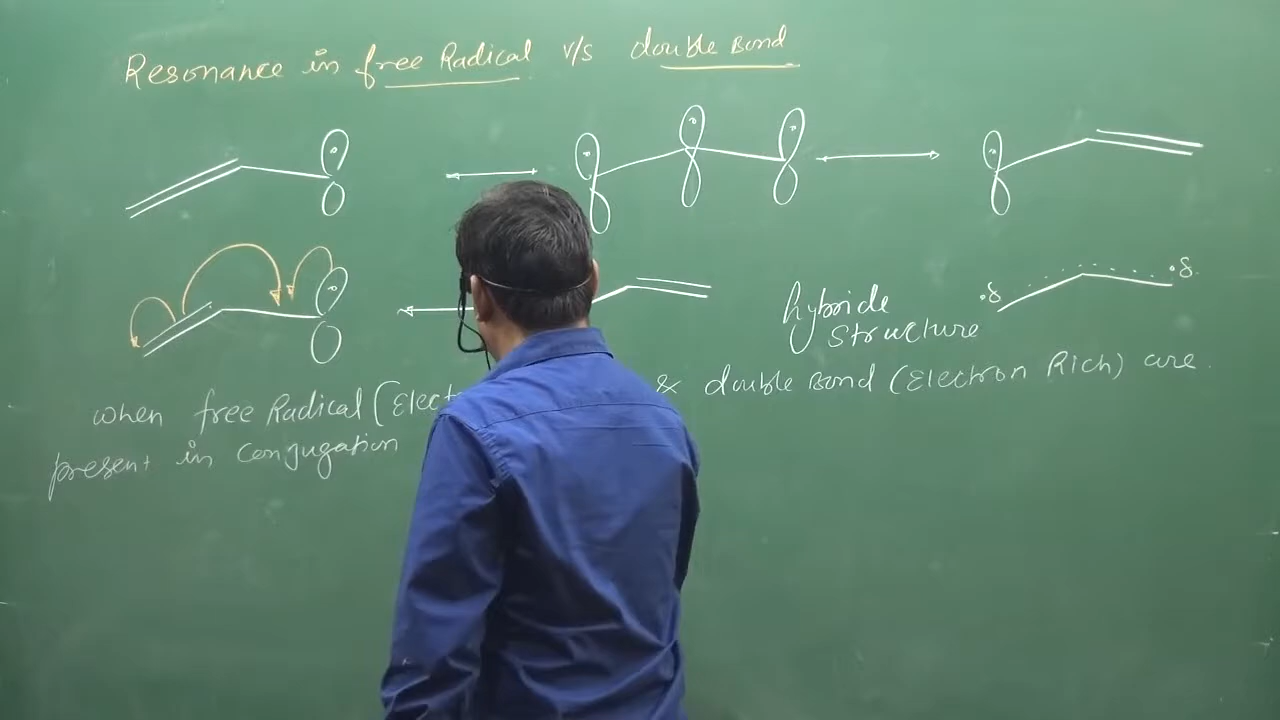 Resonance in free Radical v/s double Bond
hybride
structure
.δ
.δ
when free Radical (Elect & double Bond (Electron Rich) are.
present in conjugation